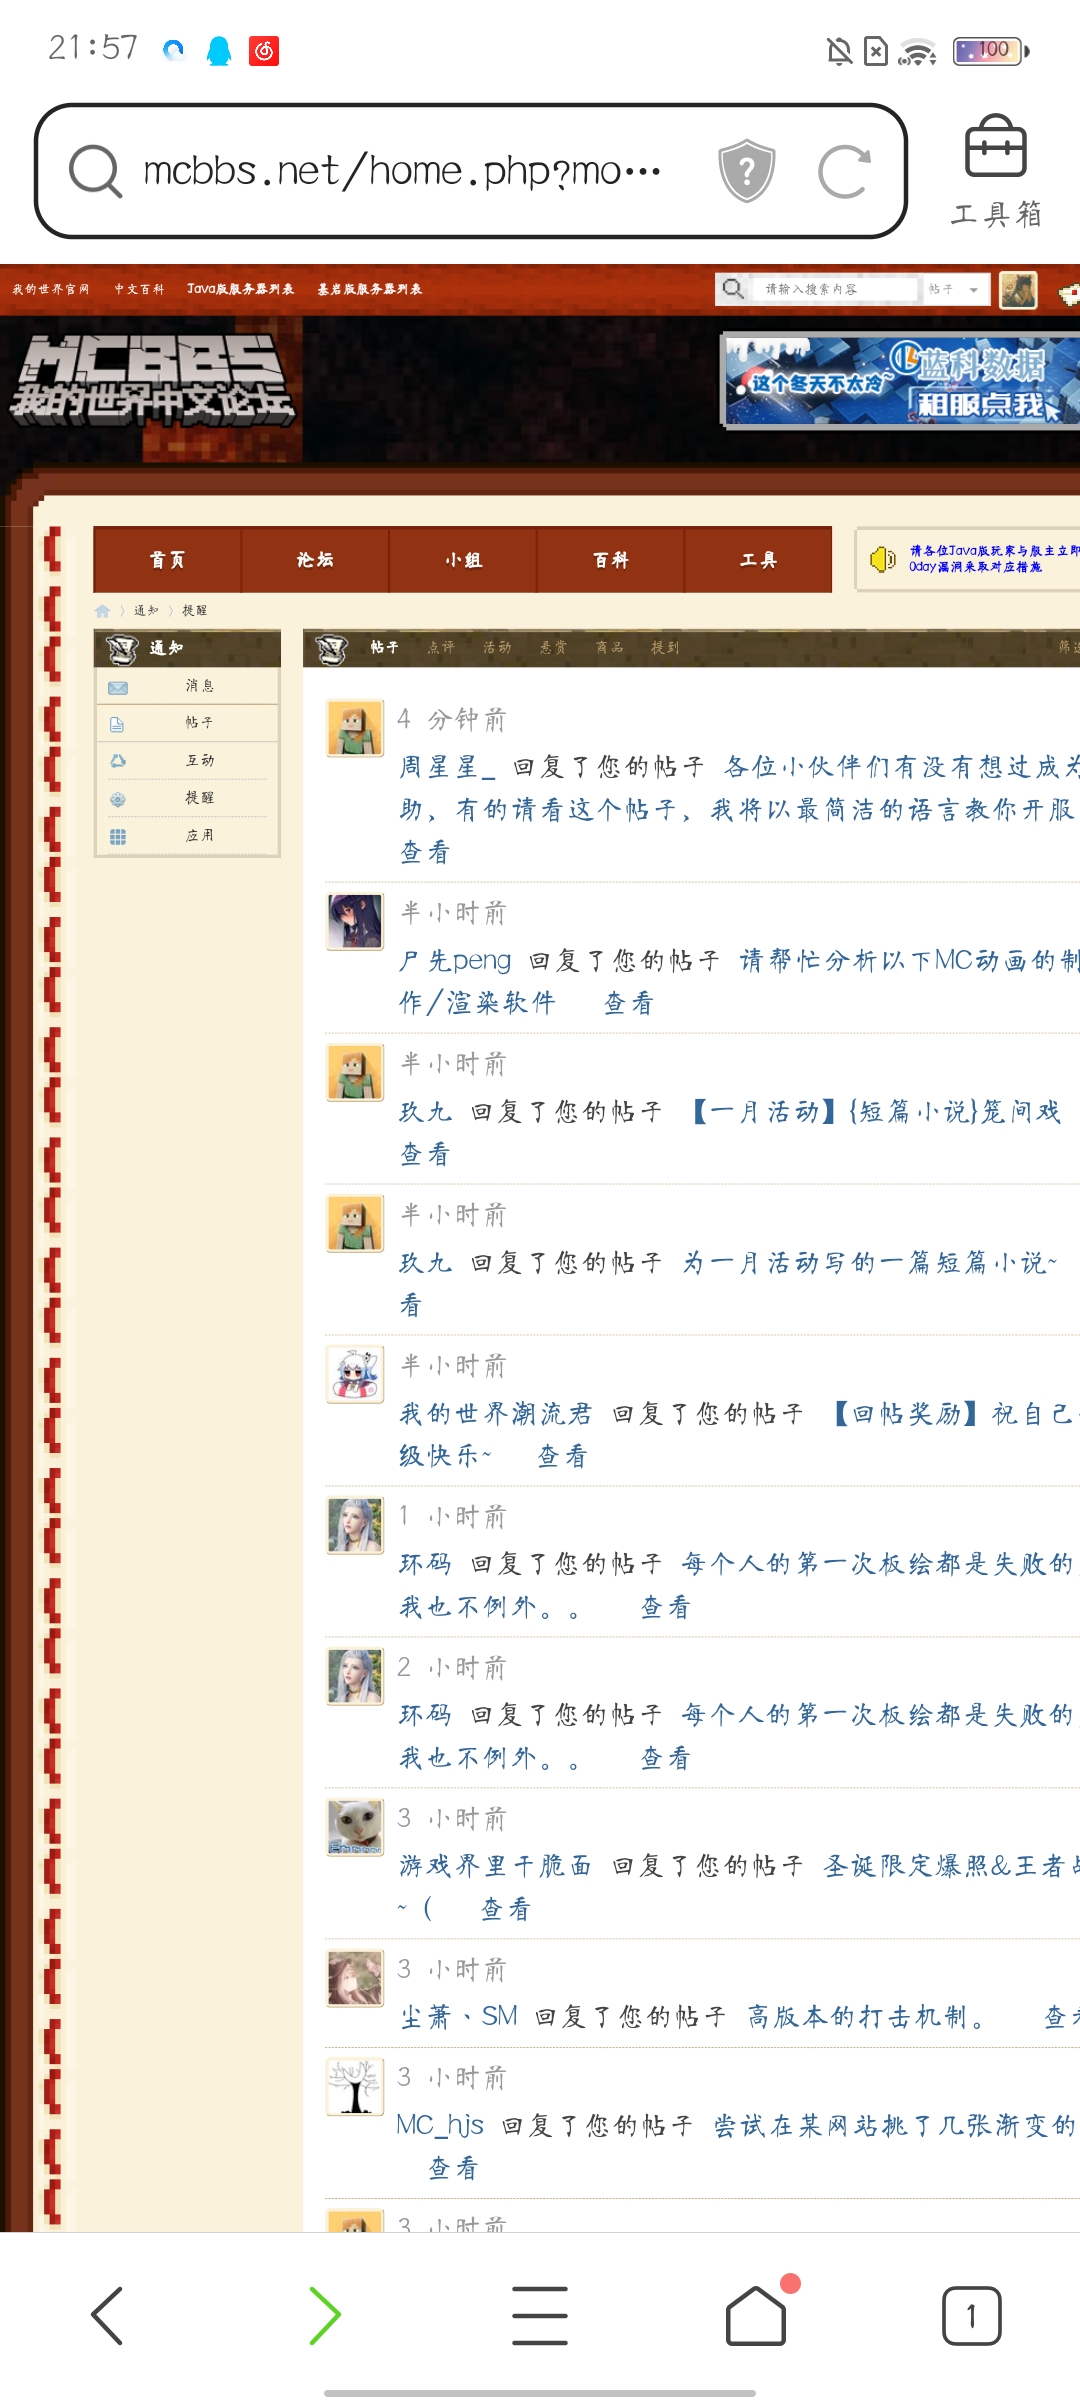 21:57
100
mcbbs.net/home.php?mo…
工具箱
我的世界官网 中文百科 Java版服务器列表 基岩版服务器列表
请输入搜索内容 帖子
MCBBS
我的世界中文论坛
这个冬天不太冷~ 蓝科数据
租服点我
首页 论坛 小组 百科 工具
请各位Java版玩家与服主立即
0day漏洞采取对应措施
通知 提醒
通知
消息
帖子
互动
提醒
应用
帖子 点评 活动 悬赏 商品 提到
4 分钟前
周星星_ 回复了您的帖子 各位小伙伴们有没有想过成为
助、有的请看这个帖子，我将以最简洁的语言教你开服
查看
半小时前
尸先peng 回复了您的帖子 请帮忙分析以下MC动画的制
作/渲染软件 查看
半小时前
玖九 回复了您的帖子 【一月活动】{短篇小说}笼间戏
查看
半小时前
玖九 回复了您的帖子 为一月活动写的一篇短篇小说~
看
半小时前
我的世界潮流君 回复了您的帖子 【回帖奖励】祝自己
级快乐~ 查看
1 小时前
环码 回复了您的帖子 每个人的第一次板绘都是失败的
我也不例外。。 查看
2 小时前
环码 回复了您的帖子 每个人的第一次板绘都是失败的
我也不例外。。 查看
3 小时前
游戏界里干脆面 回复了您的帖子 圣诞限定爆照&王者
~ ( 查看
3 小时前
尘萧丶SM 回复了您的帖子 高版本的打击机制。 查
3 小时前
MC_hjs 回复了您的帖子 尝试在某网站挑了几张渐变的
查看
3 小时前
1